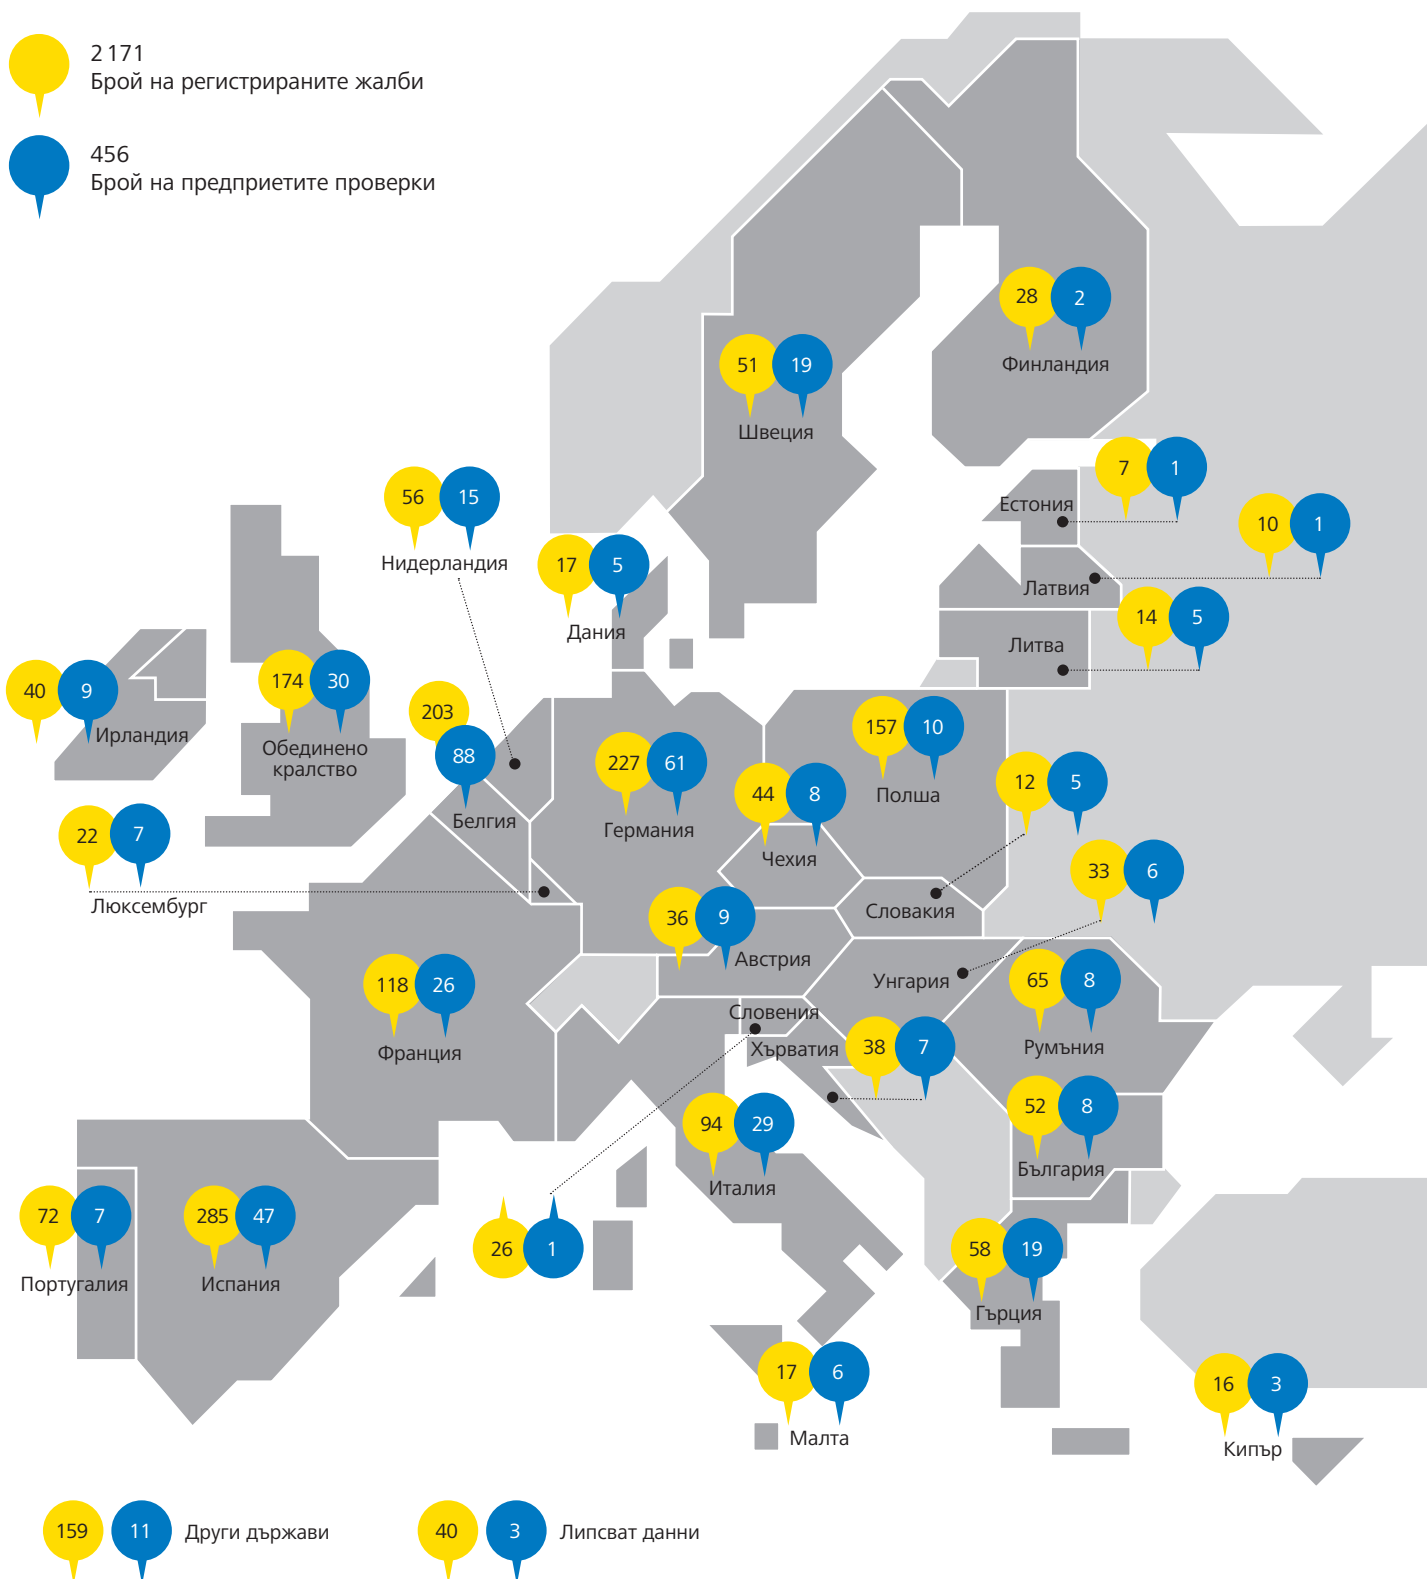 2 171
Брой на регистрираните жалби
456
Брой на предприетите проверки
28 2
Финландия
51 19
Швеция
7 1
Естония
56 15
Нидерландия
10 1
Латвия
17 5
Дания
14 5
Литва
40 9
Ирландия
174 30
Обединено
кралство
203
88
Белгия
227 61
Германия
157 10
Полша
44 8
Чехия
12 5
Словакия
22 7
Люксембург
33 6
Унгария
36 9
Австрия
118 26
Франция
65 8
Румъния
Словения
26 1
Хърватия
38 7
52 8
България
94 29
Италия
72 7
Португалия
285 47
Испания
58 19
Гърция
17 6
Малта
16 3
Кипър
159 11 Други държави
40 3 Липсват данни